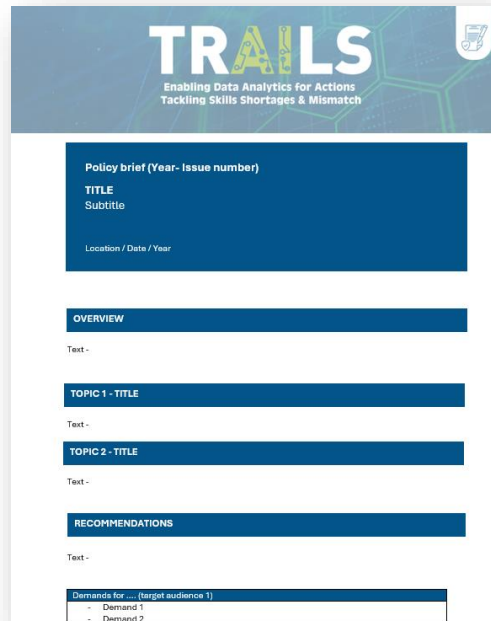 TRAILS
Enabling Data Analytics for Actions
Tackling Skills Shortages & Mismatch
Policy brief (Year- Issue number)
TITLE
Subtitle
Location / Date / Year
OVERVIEW
Text -
TOPIC 1 - TITLE
Text -
TOPIC 2 - TITLE
Text -
RECOMMENDATIONS
Text -
Demands for .... (target audience 1)
- Demand 1
- Demand 2